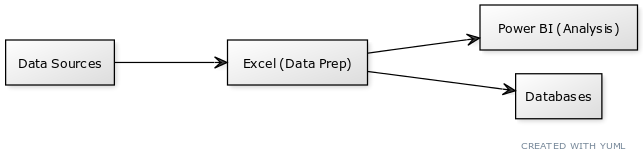 Data Sources
Excel (Data Prep)
Power BI (Analysis)
Databases
CREATED WITH YUML